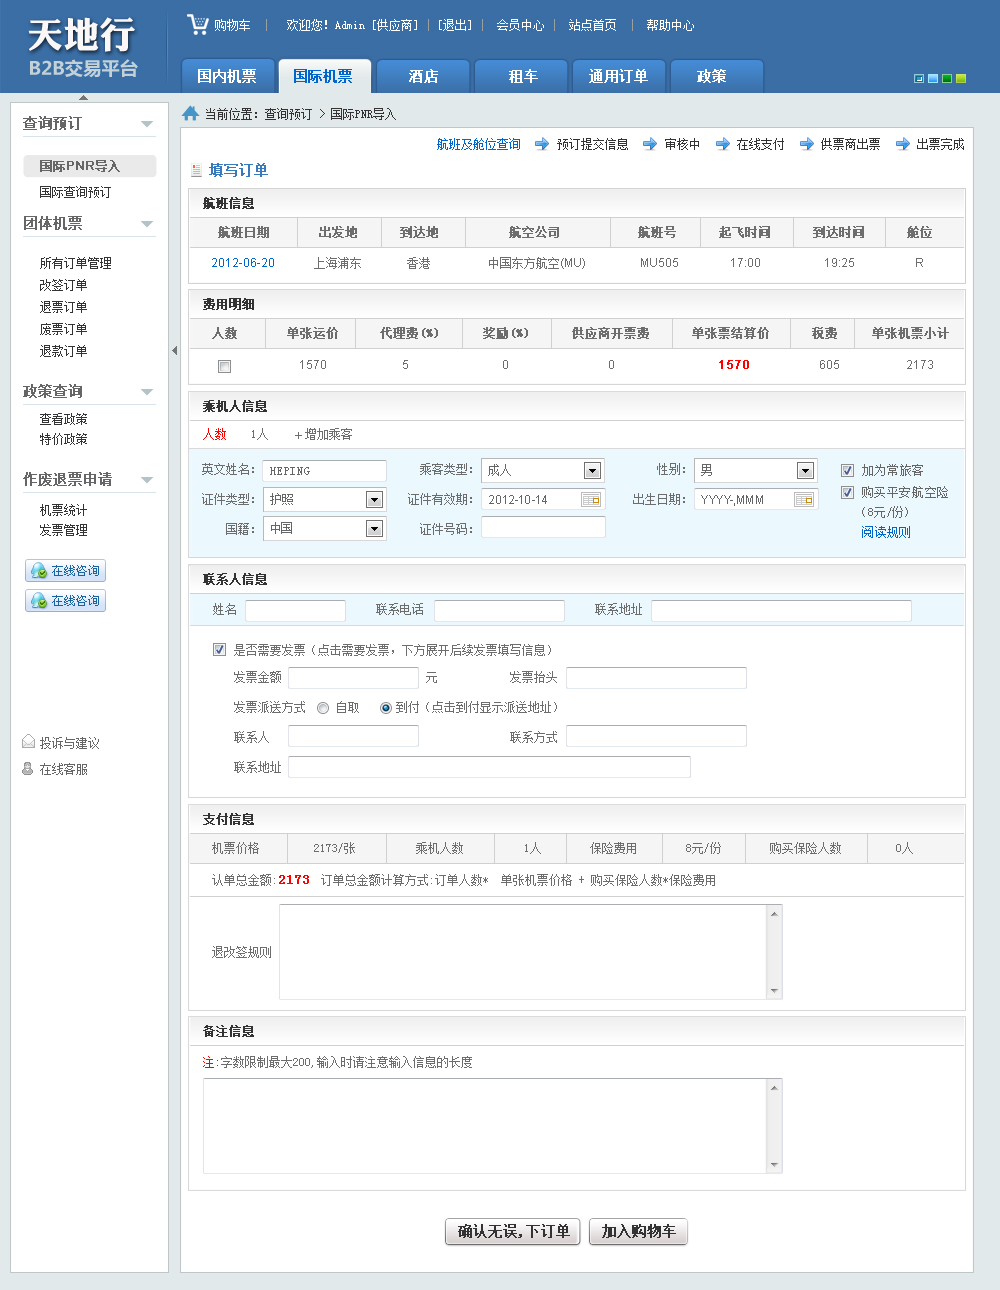 天地行
B2B交易平台
购物车 | 欢迎您! Admin [供应商] | [退出] | 会员中心 | 站点首页 | 帮助中心
国内机票 国际机票 酒店 租车 通用订单 政策
当前位置: 查询预订 > 国际PNR导入
查询预订
国际PNR导入
国际查询预订
团体机票
所有订单管理
改签订单
退票订单
废票订单
退款订单
政策查询
查看政策
特价政策
作废退票申请
机票统计
发票管理
在线咨询
在线咨询
投诉与建议
在线客服
航班及舱位查询 预订提交信息 审核中 在线支付 供票商出票 出票完成
填写订单
航班信息
航班日期 出发地 到达地 航空公司 航班号 起飞时间 到达时间 舱位
2012-06-20 上海浦东 香港 中国东方航空(MU) MU505 17:00 19:25 R
费用明细
人数 单张运价 代理费(%) 奖励(%) 供应商开票费 单张票结算价 税费 单张机票小计
1570 5 0 0 1570 605 2173
乘机人信息
人数 1人 +增加乘客
英文姓名: HEPING 乘客类型: 成人 性别: 男 加为常旅客
证件类型: 护照 证件有效期: 2012-10-14 出生日期: YYYY-,MMM 购买平安航空险
(8元/份)
国籍: 中国 证件号码: 阅读规则
联系人信息
姓名 联系电话 联系地址
是否需要发票(点击需要发票,下方展开后续发票填写信息)
发票金额 元 发票抬头
发票派送方式 自取 到付(点击到付显示派送地址)
联系人 联系方式
联系地址
支付信息
机票价格 2173/张 乘机人数 1人 保险费用 8元/份 购买保险人数 0人
认单总金额:2173 订单总金额计算方式:订单人数* 单张机票价格 + 购买保险人数*保险费用
退改签规则
备注信息
注:字数限制最大200,输入时请注意输入信息的长度
确认无误,下订单 加入购物车